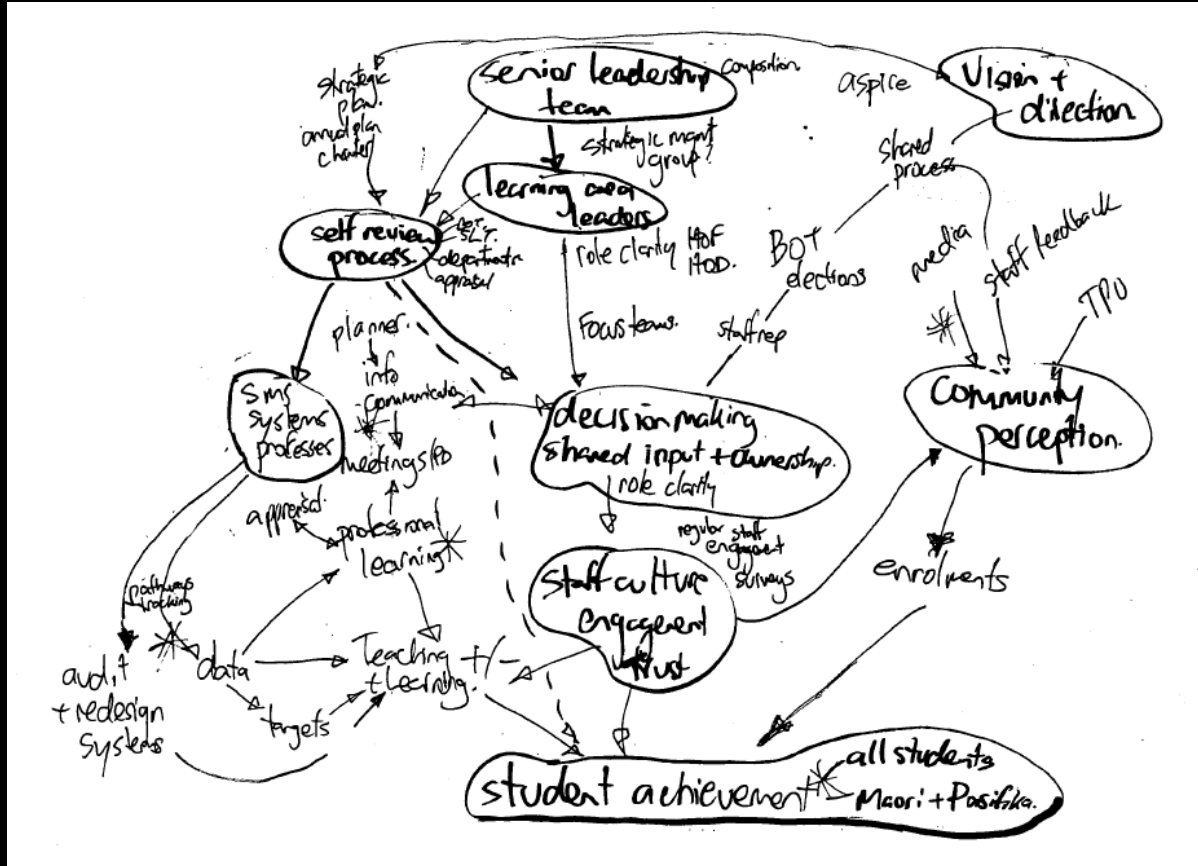 strategic
plan.
annual plan
charter
senior leadership
team
composition
aspire
Vision +
direction
strategic mgmt
group?
shared
process
learning area
leaders
self review
process.
SLT.
appraisal
role clarity HOF
HOD.
BOT
elections
media
staff feedback
planner.
Focus teams.
staff rep
info
communication
SMS
systems
processes
decision making
shared input + ownership.
role clarity
community
perception.
meetings/PD
appraisal
professional
learning
regular staff
engagement
surveys
staff culture
engagement
trust
enrolments
pathways
tracking
data
Teaching +/-
+ Learning.
targets
audit
+ redesign
systems
student achievement
all students
Maori + Pasifika.